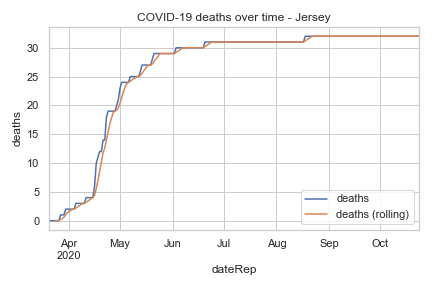 COVID-19 deaths over time - Jersey
deaths
30
25
20
15
10
5
0
deaths
deaths (rolling)
Apr
2020
May
Jun
Jul
Aug
Sep
Oct
dateRep